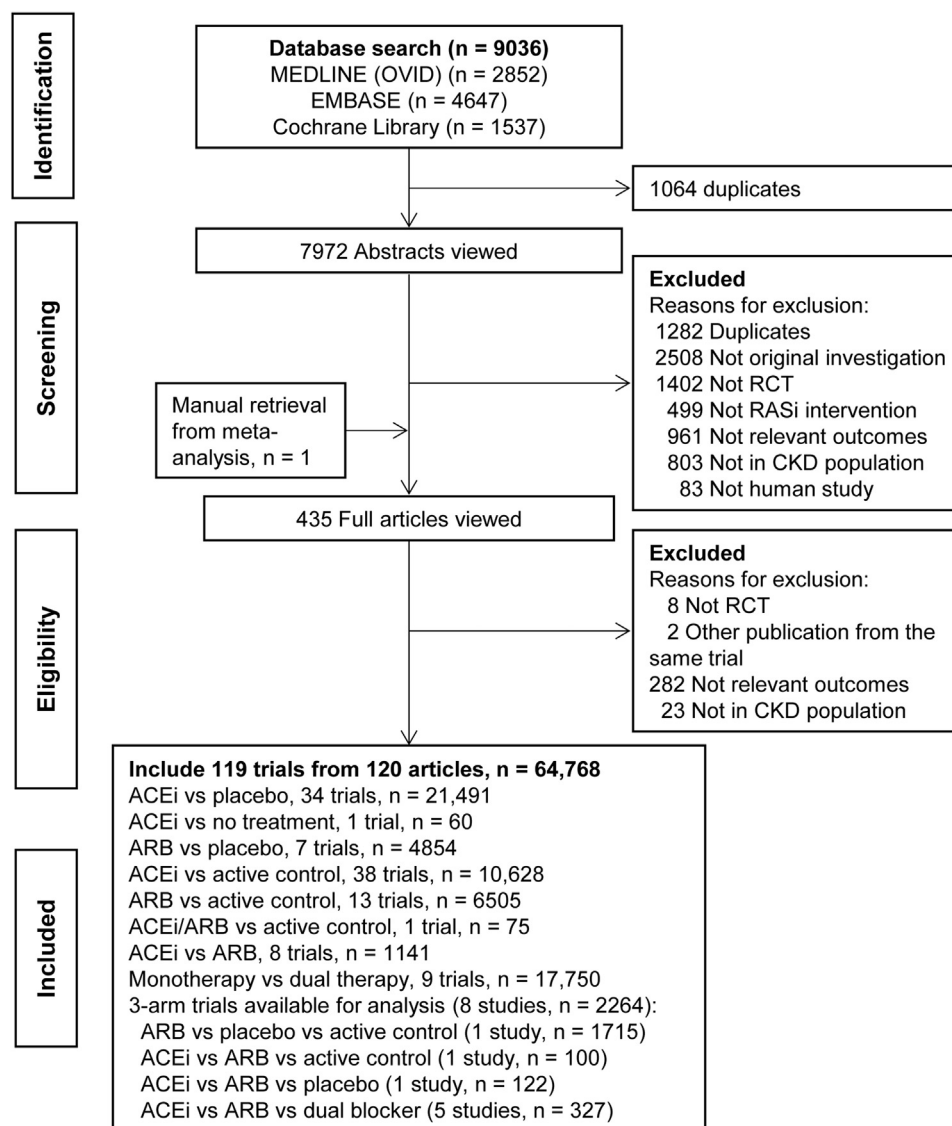 Identification
Database search (n = 9036)
MEDLINE (OVID) (n = 2852)
EMBASE (n = 4647)
Cochrane Library (n = 1537)
1064 duplicates
Screening
7972 Abstracts viewed
Excluded
Reasons for exclusion:
1282 Duplicates
2508 Not original investigation
1402 Not RCT
499 Not RASi intervention
961 Not relevant outcomes
803 Not in CKD population
83 Not human study
Manual retrieval
from meta-
analysis, n = 1
435 Full articles viewed
Eligibility
Excluded
Reasons for exclusion:
8 Not RCT
2 Other publication from the
same trial
282 Not relevant outcomes
23 Not in CKD population
Included
Include 119 trials from 120 articles, n = 64,768
ACEi vs placebo, 34 trials, n = 21,491
ACEi vs no treatment, 1 trial, n = 60
ARB vs placebo, 7 trials, n = 4854
ACEi vs active control, 38 trials, n = 10,628
ARB vs active control, 13 trials, n = 6505
ACEi/ARB vs active control, 1 trial, n = 75
ACEi vs ARB, 8 trials, n = 1141
Monotherapy vs dual therapy, 9 trials, n = 17,750
3-arm trials available for analysis (8 studies, n = 2264):
ARB vs placebo vs active control (1 study, n = 1715)
ACEi vs ARB vs active control (1 study, n = 100)
ACEi vs ARB vs placebo (1 study, n = 122)
ACEi vs ARB vs dual blocker (5 studies, n = 327)